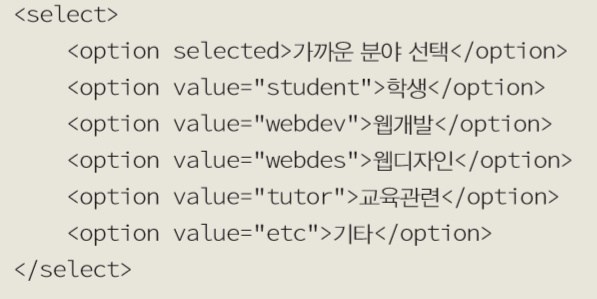 <select>
<option selected>가까운 분야 선택</option>
<option value="student">학생</option>
<option value="webdev">웹개발</option>
<option value="webdes">웹디자인</option>
<option value="tutor">교육관련</option>
<option value="etc">기타</option>
</select>